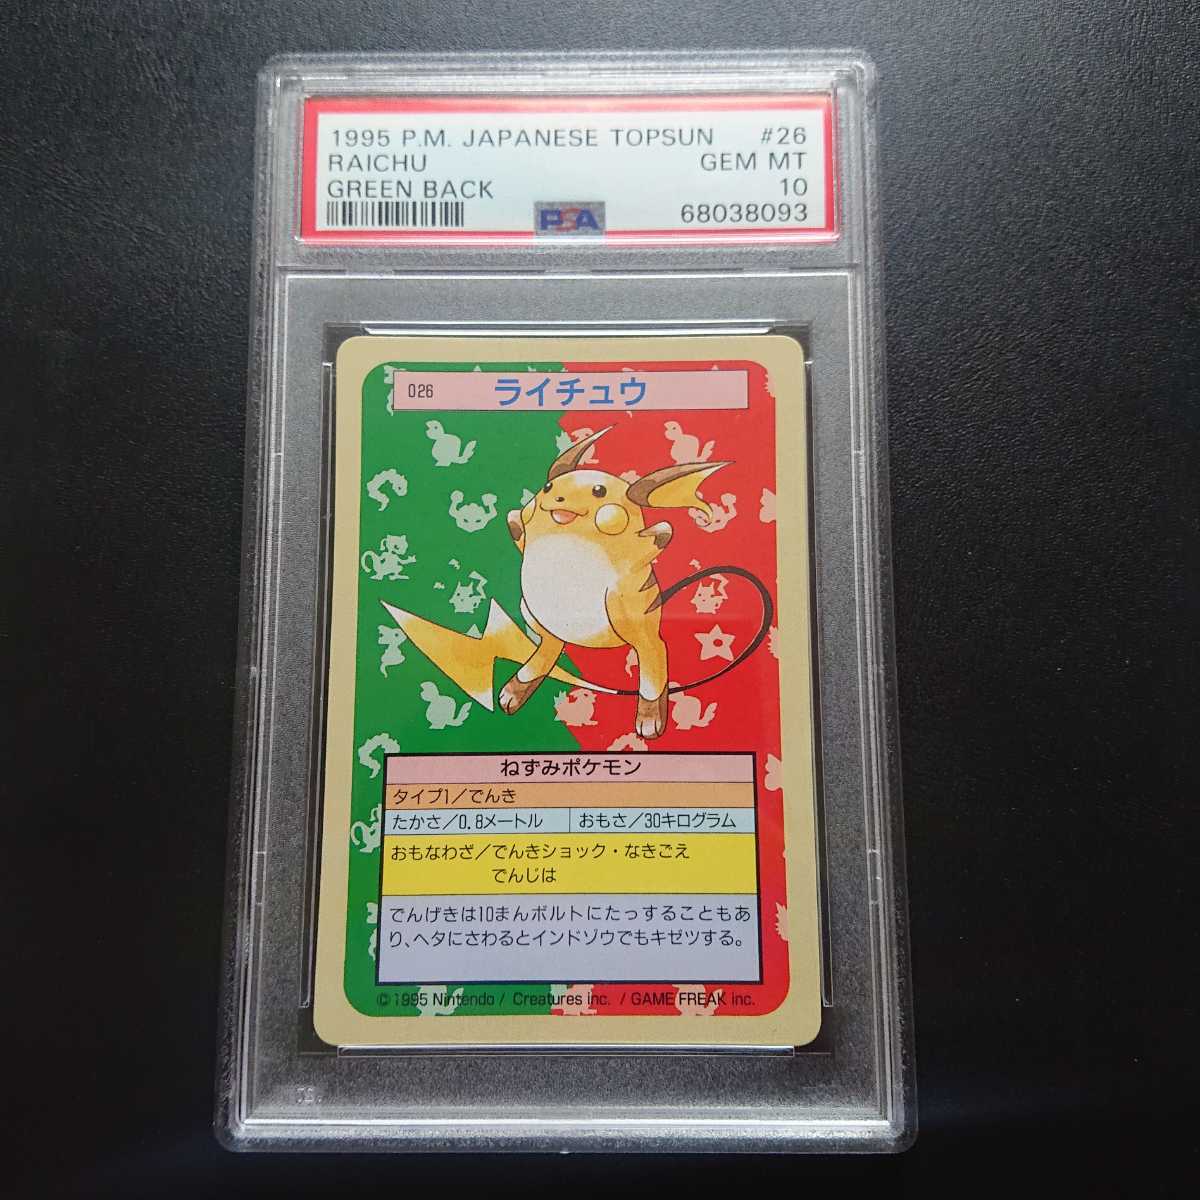 1995 P.M. JAPANESE TOPSUN #26
RAICHU GEM MT
GREEN BACK 10
PSA 68038093
026 ライチュウ
ねずみポケモン
タイプ1／でんき
たかさ／0.8メートル おもさ／30キログラム
おもなわざ／でんきショック・なきごえ
でんじは
でんげきは10まんボルトにたっすることもあ
り、ヘタにさわるとインドゾウでもキゼツする。
© 1995 Nintendo / Creatures inc. / GAME FREAK inc.